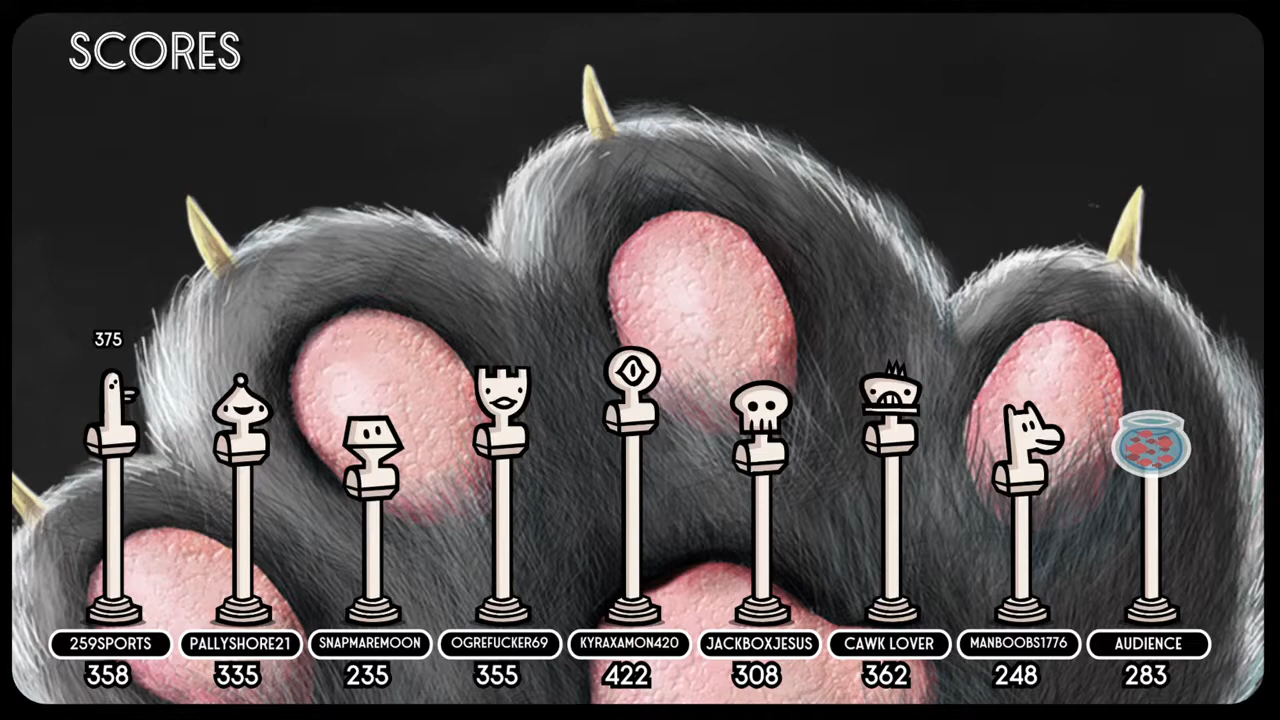 SCORES
375
259SPORTS PALLYSHORE21 SNAPMAREMOON OGREFUCKER69 KYRAXAMON420 JACKBOXJESUS CAWK LOVER MANBOOBS1776 AUDIENCE
358 335 235 355 422 308 362 248 283